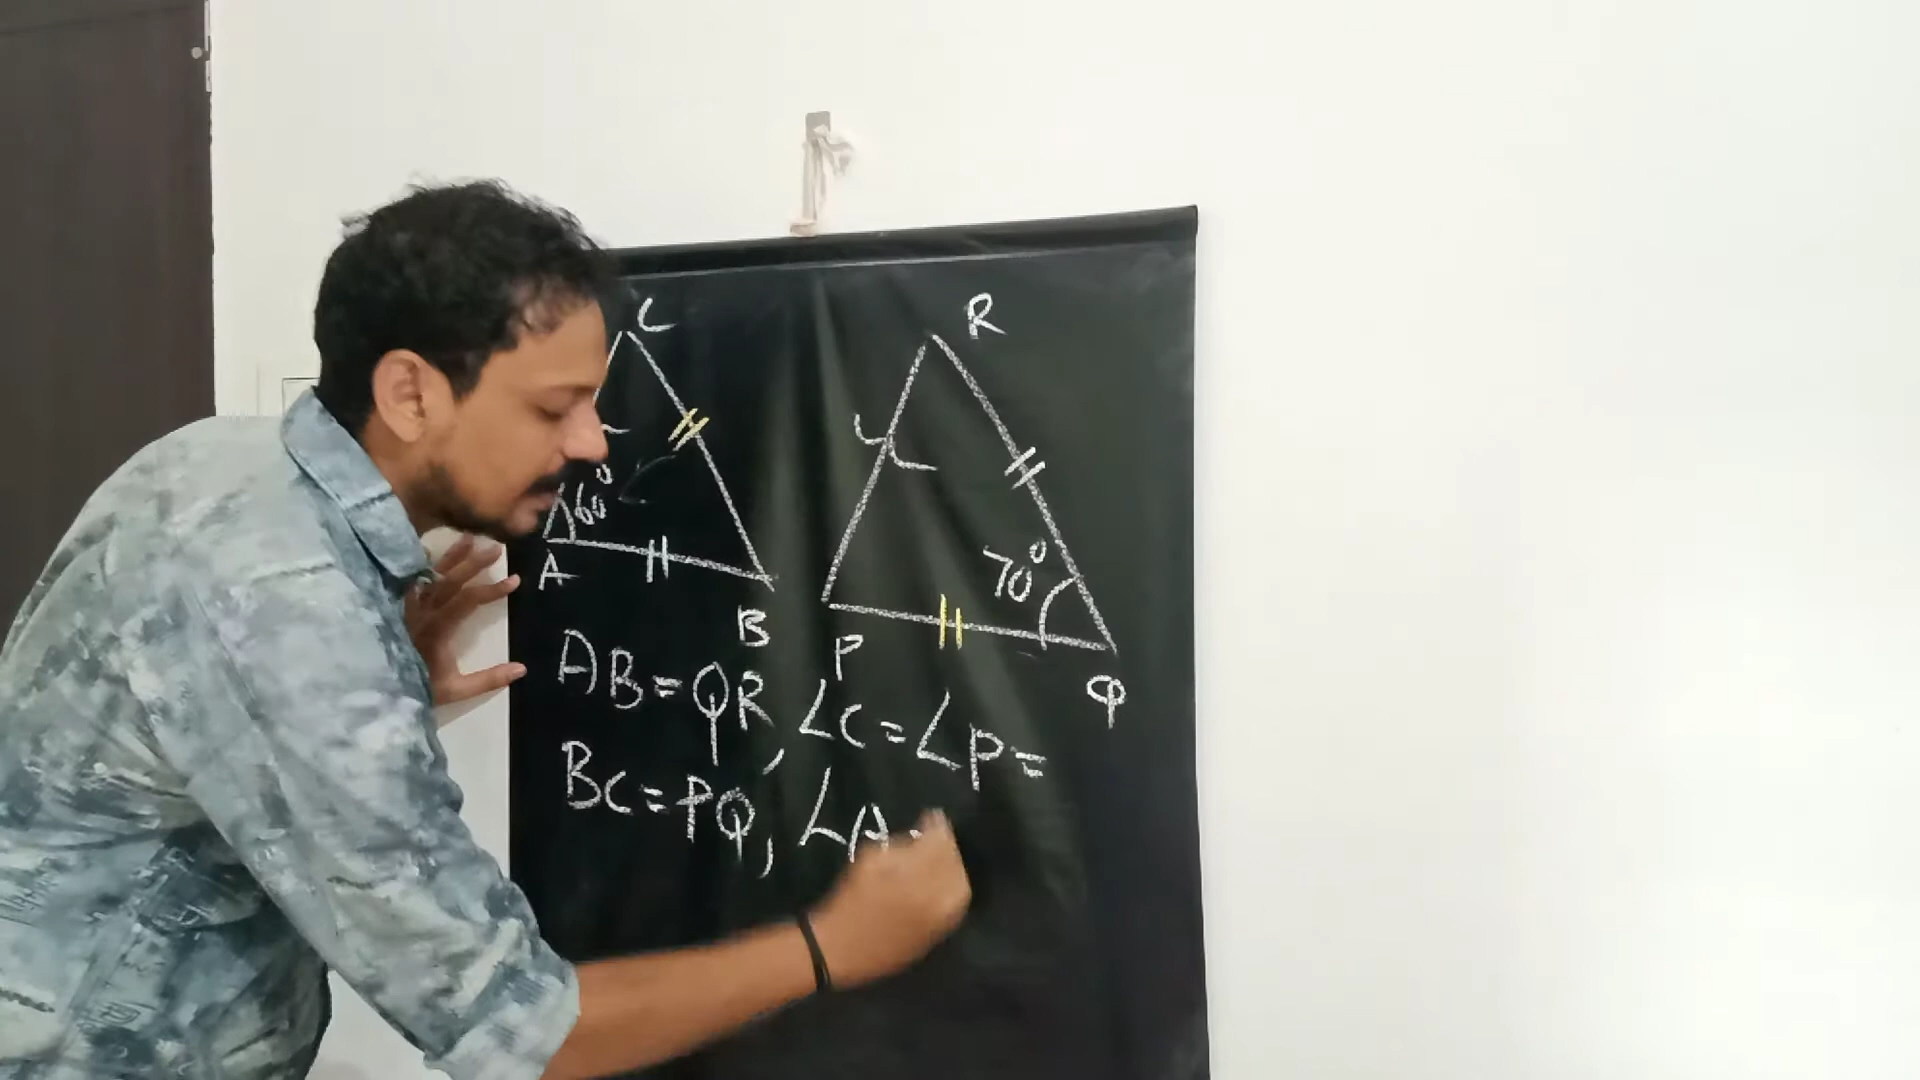 C
R
60°
70°
A
B
P
Q
AB=QR, ∠C=∠P=
BC=PQ, ∠A=